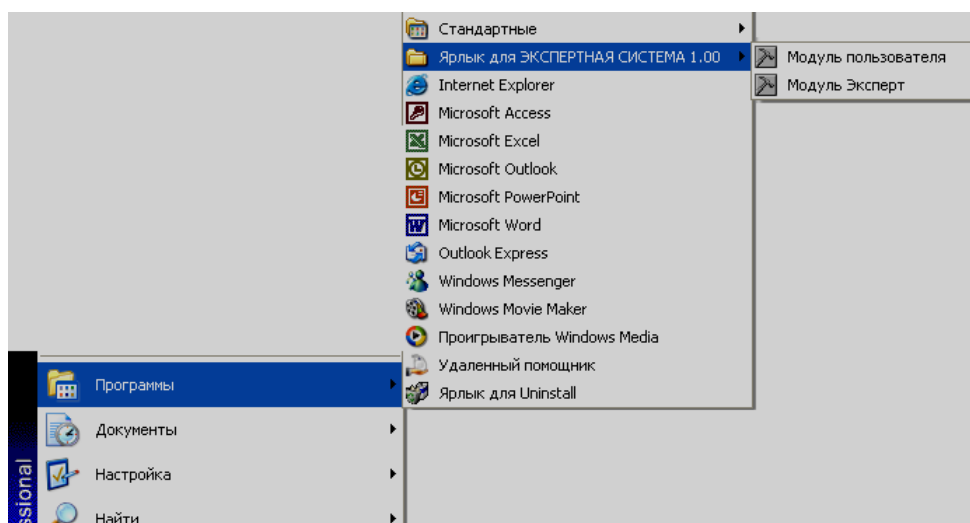 Стандартные
Ярлык для ЭКСПЕРТНАЯ СИСТЕМА 1.00
Модуль пользователя
Internet Explorer
Модуль Эксперт
Microsoft Access
Microsoft Excel
Microsoft Outlook
Microsoft PowerPoint
Microsoft Word
Outlook Express
Windows Messenger
Windows Movie Maker
Проигрыватель Windows Media
Удаленный помощник
Ярлык для Uninstall
Программы
Документы
Настройка
Найти
ssional